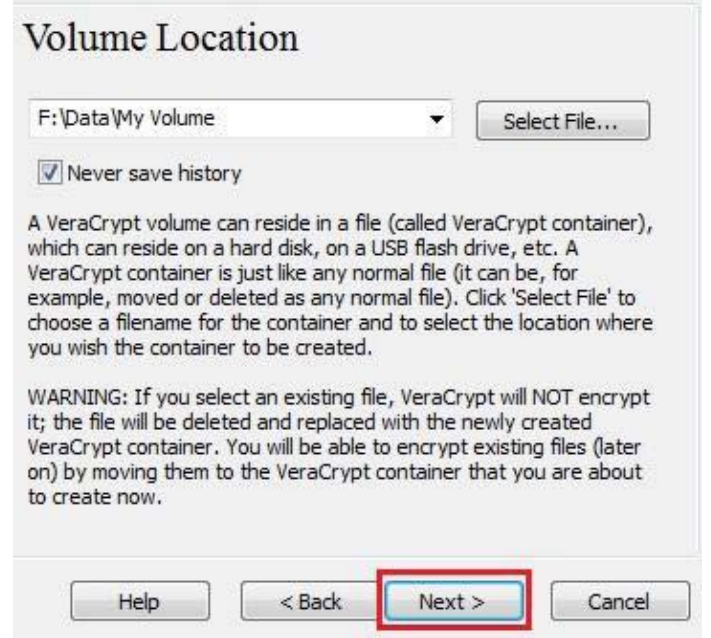 Volume Location
F:\Data\My Volume
Select File...
Never save history
A VeraCrypt volume can reside in a file (called VeraCrypt container),
which can reside on a hard disk, on a USB flash drive, etc. A
VeraCrypt container is just like any normal file (it can be, for
example, moved or deleted as any normal file). Click 'Select File' to
choose a filename for the container and to select the location where
you wish the container to be created.
WARNING: If you select an existing file, VeraCrypt will NOT encrypt
it; the file will be deleted and replaced with the newly created
VeraCrypt container. You will be able to encrypt existing files (later
on) by moving them to the VeraCrypt container that you are about
to create now.
Help
< Back
Next >
Cancel